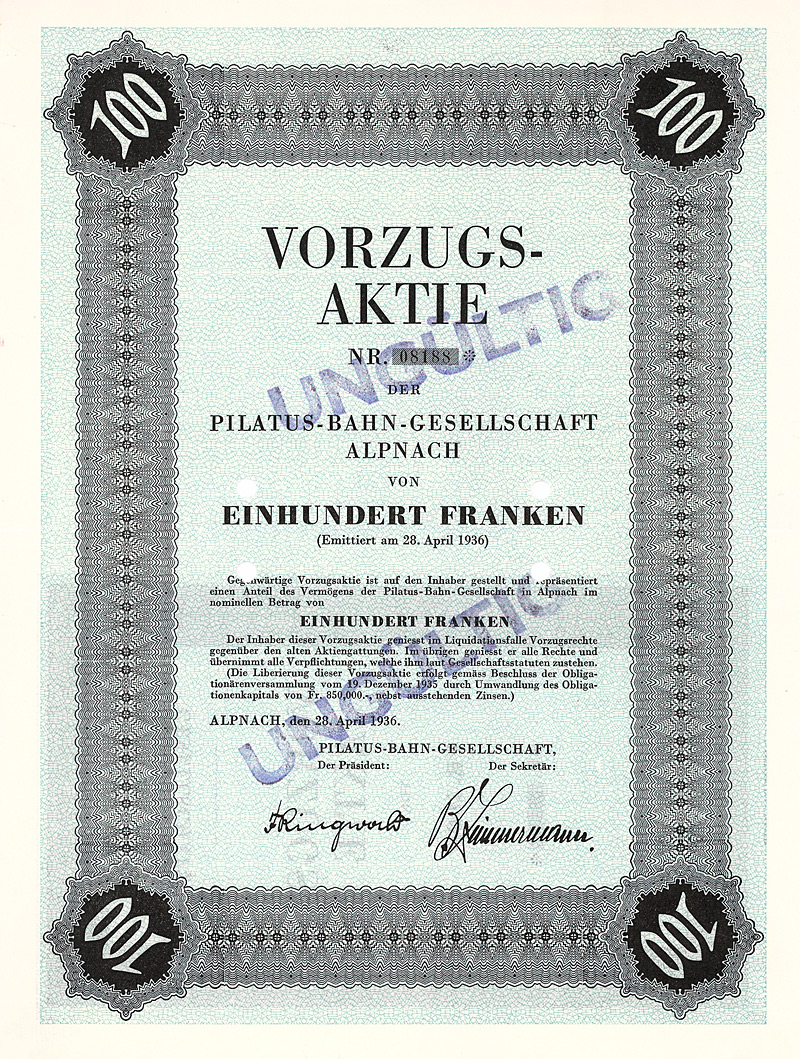 100
100
VORZUGS-
AKTIE
NR. 08188
DER
PILATUS-BAHN-GESELLSCHAFT
ALPNACH
VON
EINHUNDERT FRANKEN
(Emittiert am 28. April 1936)
Gegenwärtige Vorzugsaktie ist auf den Inhaber gestellt und repräsentiert
einen Anteil des Vermögens der Pilatus-Bahn-Gesellschaft in Alpnach im
nominellen Betrag von
EINHUNDERT FRANKEN
Der Inhaber dieser Vorzugsaktie geniesst im Liquidationsfalle Vorzugsrechte
gegenüber den alten Aktiengattungen. Im übrigen geniesst er alle Rechte und
übernimmt alle Verpflichtungen, welche ihm laut Gesellschaftsstatuten zustehen.
(Die Liberierung dieser Vorzugsaktie erfolgt gemäss Beschluss der Obliga-
tionärenversammlung vom 19. Dezember 1935 durch Umwandlung des Obliga-
tionenkapitals von Fr. 850,000.-, nebst ausstehenden Zinsen.)
ALPNACH, den 28. April 1936.
PILATUS-BAHN-GESELLSCHAFT,
Der Präsident: Der Sekretär:
Zimmermann.
100
100
UNGÜLTIG
UNGÜLTIG